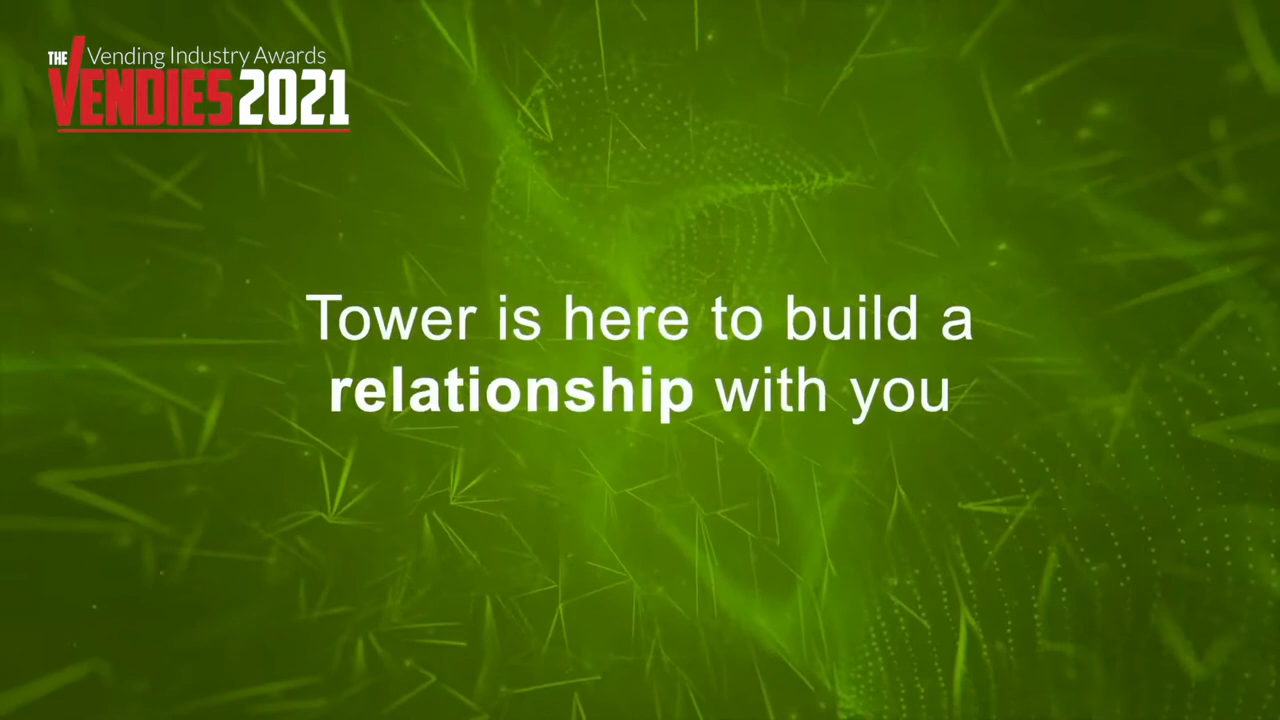 THE Vending Industry Awards
VENDIES 2021
Tower is here to build a
relationship with you